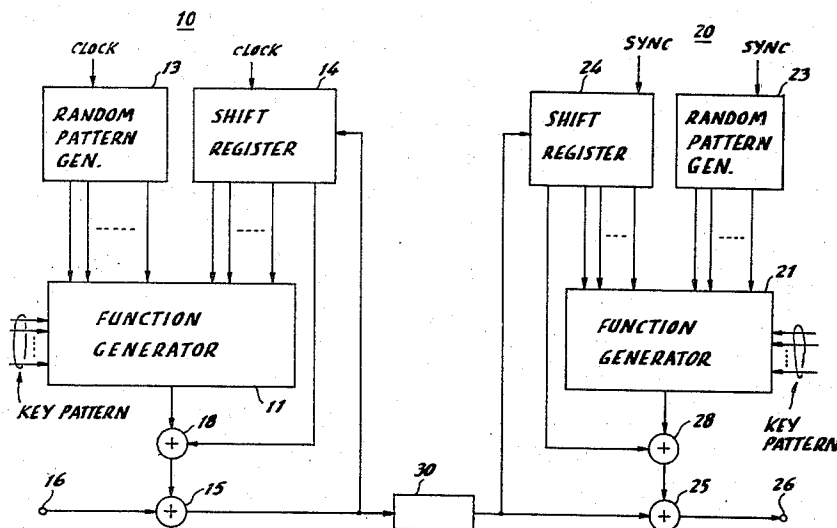 10
CLOCK
CLOCK
13
14
RANDOM
PATTERN
GEN.
SHIFT
REGISTER
FUNCTION
GENERATOR
11
KEY PATTERN
18
16
15
30
20
SYNC
SYNC
24
23
SHIFT
REGISTER
RANDOM
PATTERN
GEN.
21
FUNCTION
GENERATOR
KEY
PATTERN
28
25
26